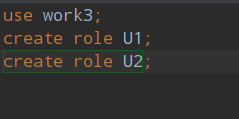 use work3;
create role U1;
create role U2;